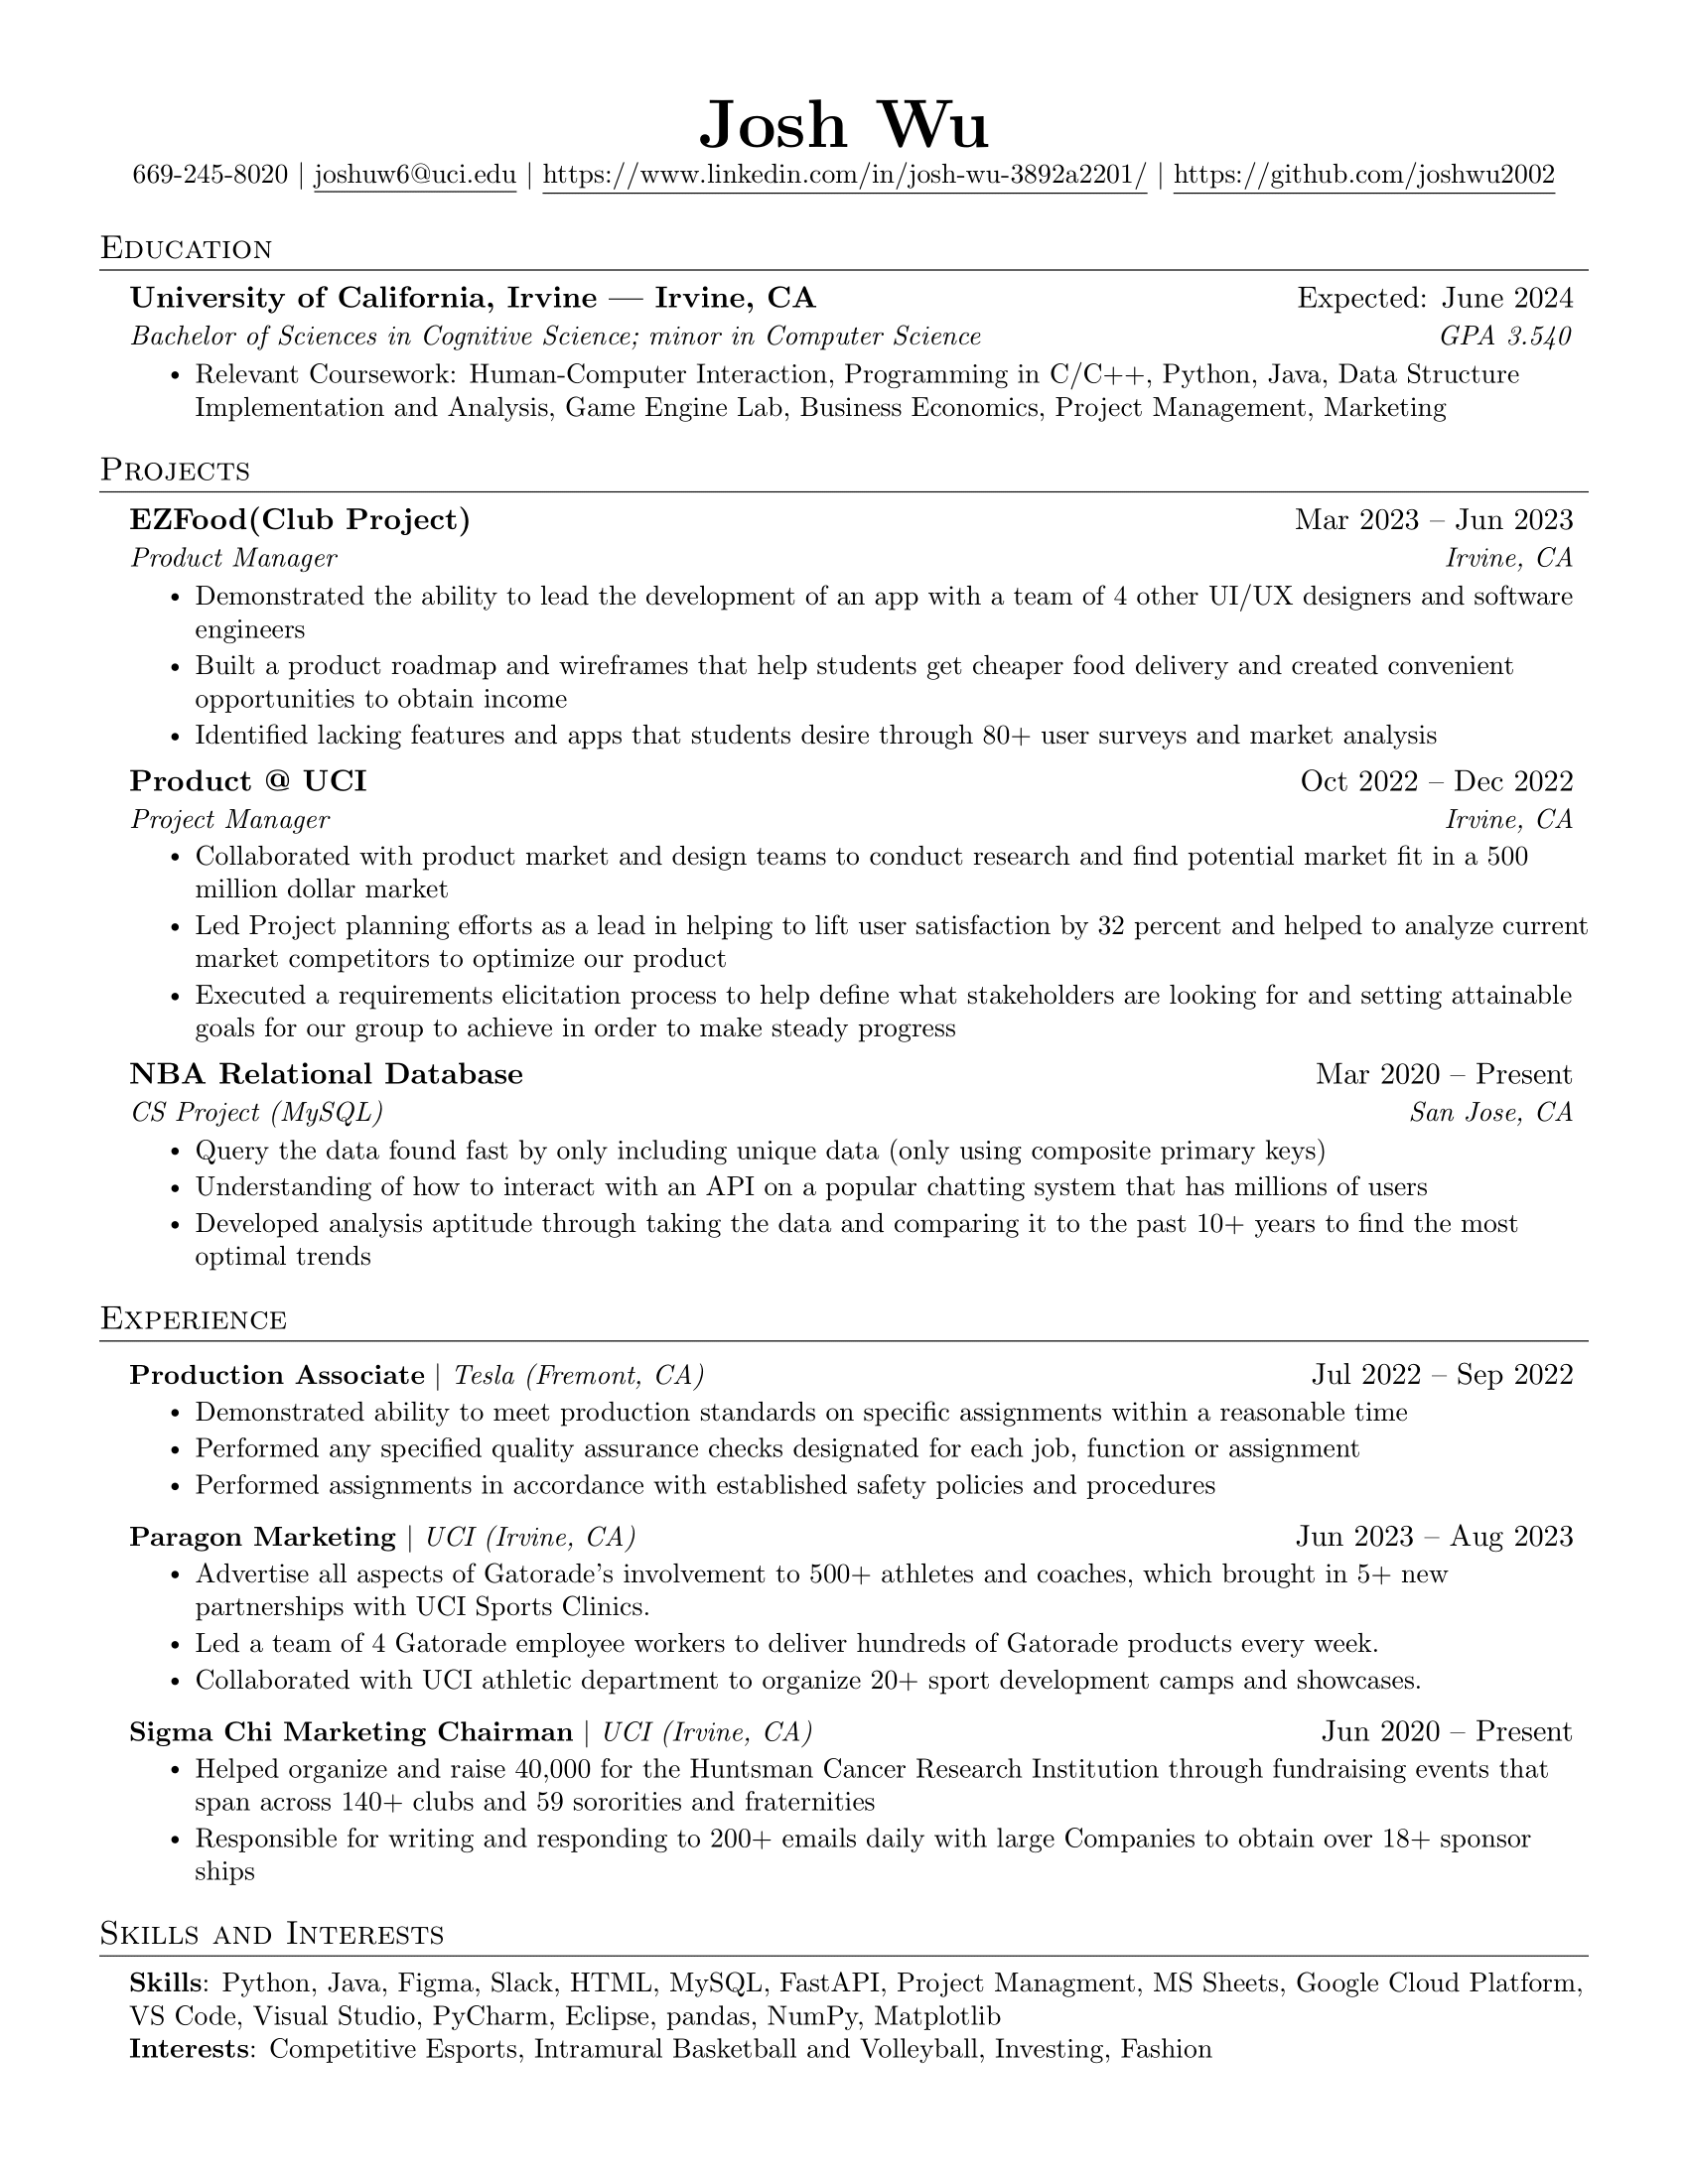 Josh Wu
669-245-8020 | joshuw6@uci.edu | https://www.linkedin.com/in/josh-wu-3892a2201/ | https://github.com/joshwu2002
Education
University of California, Irvine — Irvine, CA Expected: June 2024
Bachelor of Sciences in Cognitive Science; minor in Computer Science GPA 3.540
• Relevant Coursework: Human-Computer Interaction, Programming in C/C++, Python, Java, Data Structure
Implementation and Analysis, Game Engine Lab, Business Economics, Project Management, Marketing
Projects
EZFood(Club Project) Mar 2023 – Jun 2023
Product Manager Irvine, CA
• Demonstrated the ability to lead the development of an app with a team of 4 other UI/UX designers and software
engineers
• Built a product roadmap and wireframes that help students get cheaper food delivery and created convenient
opportunities to obtain income
• Identified lacking features and apps that students desire through 80+ user surveys and market analysis
Product @ UCI Oct 2022 – Dec 2022
Project Manager Irvine, CA
• Collaborated with product market and design teams to conduct research and find potential market fit in a 500
million dollar market
• Led Project planning efforts as a lead in helping to lift user satisfaction by 32 percent and helped to analyze current
market competitors to optimize our product
• Executed a requirements elicitation process to help define what stakeholders are looking for and setting attainable
goals for our group to achieve in order to make steady progress
NBA Relational Database Mar 2020 – Present
CS Project (MySQL) San Jose, CA
• Query the data found fast by only including unique data (only using composite primary keys)
• Understanding of how to interact with an API on a popular chatting system that has millions of users
• Developed analysis aptitude through taking the data and comparing it to the past 10+ years to find the most
optimal trends
Experience
Production Associate | Tesla (Fremont, CA) Jul 2022 – Sep 2022
• Demonstrated ability to meet production standards on specific assignments within a reasonable time
• Performed any specified quality assurance checks designated for each job, function or assignment
• Performed assignments in accordance with established safety policies and procedures
Paragon Marketing | UCI (Irvine, CA) Jun 2023 – Aug 2023
• Advertise all aspects of Gatorade's involvement to 500+ athletes and coaches, which brought in 5+ new
partnerships with UCI Sports Clinics.
• Led a team of 4 Gatorade employee workers to deliver hundreds of Gatorade products every week.
• Collaborated with UCI athletic department to organize 20+ sport development camps and showcases.
Sigma Chi Marketing Chairman | UCI (Irvine, CA) Jun 2020 – Present
• Helped organize and raise 40,000 for the Huntsman Cancer Research Institution through fundraising events that
span across 140+ clubs and 59 sororities and fraternities
• Responsible for writing and responding to 200+ emails daily with large Companies to obtain over 18+ sponsor
ships
Skills and Interests
Skills: Python, Java, Figma, Slack, HTML, MySQL, FastAPI, Project Managment, MS Sheets, Google Cloud Platform,
VS Code, Visual Studio, PyCharm, Eclipse, pandas, NumPy, Matplotlib
Interests: Competitive Esports, Intramural Basketball and Volleyball, Investing, Fashion